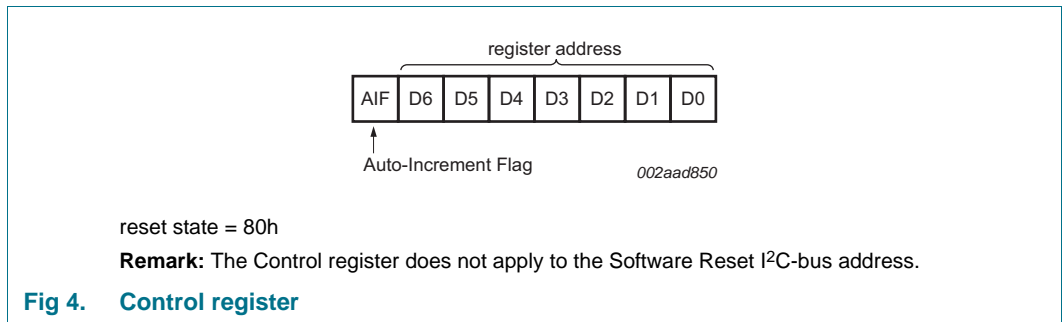 register address
AIF D6 D5 D4 D3 D2 D1 D0
Auto-Increment Flag
002aad850
reset state = 80h
Remark: The Control register does not apply to the Software Reset I2C-bus address.
Fig 4. Control register